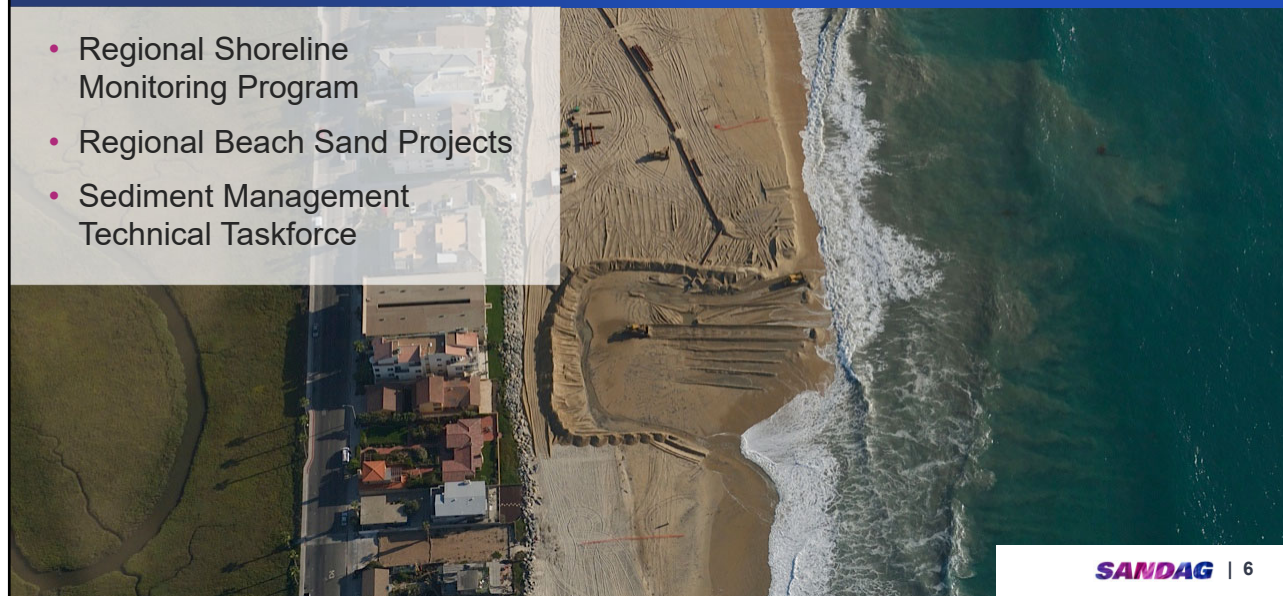 • Regional Shoreline
Monitoring Program
• Regional Beach Sand Projects
• Sediment Management
Technical Taskforce
SANDAG | 6